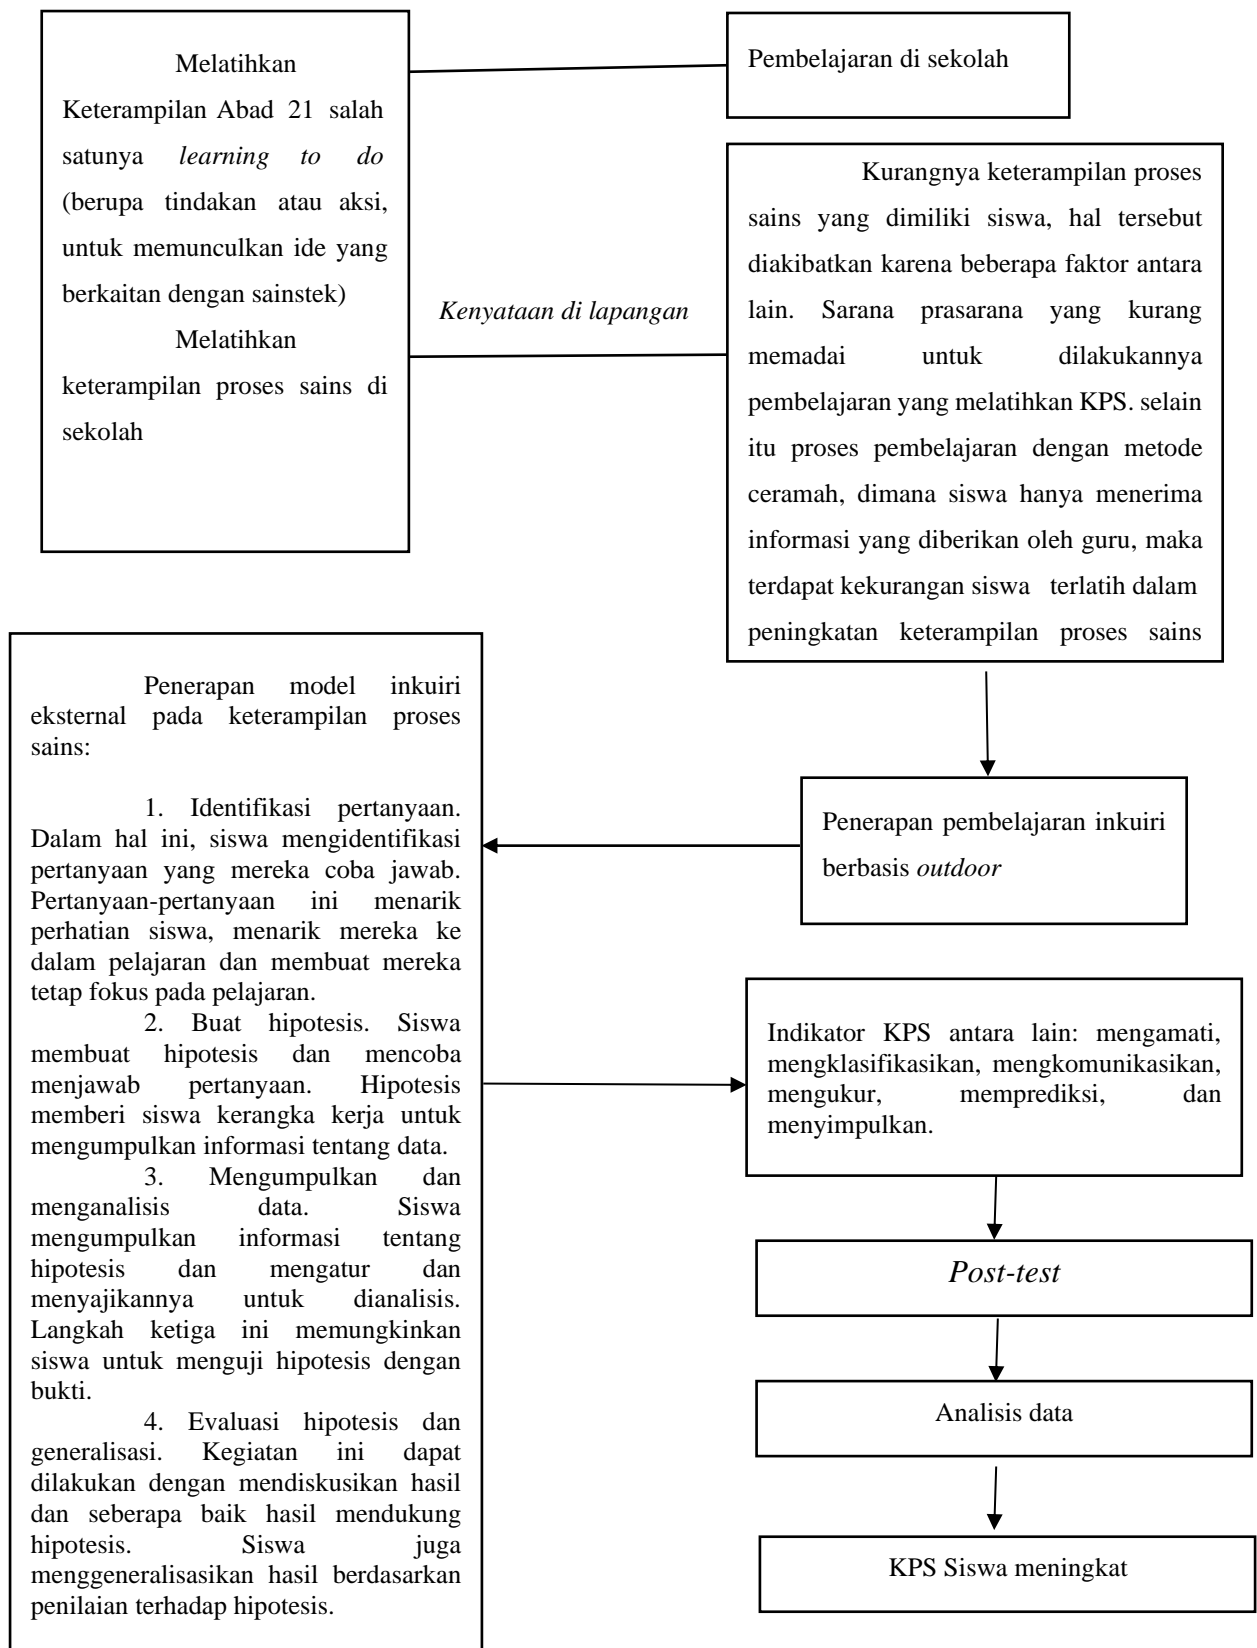 Melatihkan
Keterampilan Abad 21 salah
satunya learning to do
(berupa tindakan atau aksi,
untuk memunculkan ide yang
berkaitan dengan sainstek)
Melatihkan
keterampilan proses sains di
sekolah
Pembelajaran di sekolah
Kenyataan di lapangan
Kurangnya keterampilan proses
sains yang dimiliki siswa, hal tersebut
diakibatkan karena beberapa faktor antara
lain. Sarana prasarana yang kurang
memadai untuk dilakukannya
pembelajaran yang melatihkan KPS. selain
itu proses pembelajaran dengan metode
ceramah, dimana siswa hanya menerima
informasi yang diberikan oleh guru, maka
terdapat kekurangan siswa terlatih dalam
peningkatan keterampilan proses sains
Penerapan pembelajaran inkuiri
berbasis outdoor
Penerapan model inkuiri
eksternal pada keterampilan proses
sains:
1. Identifikasi pertanyaan.
Dalam hal ini, siswa mengidentifikasi
pertanyaan yang mereka coba jawab.
Pertanyaan-pertanyaan ini menarik
perhatian siswa, menarik mereka ke
dalam pelajaran dan membuat mereka
tetap fokus pada pelajaran.
2. Buat hipotesis. Siswa
membuat hipotesis dan mencoba
menjawab pertanyaan. Hipotesis
memberi siswa kerangka kerja untuk
mengumpulkan informasi tentang data.
3. Mengumpulkan dan
menganalisis data. Siswa
mengumpulkan informasi tentang
hipotesis dan mengatur dan
menyajikannya untuk dianalisis.
Langkah ketiga ini memungkinkan
siswa untuk menguji hipotesis dengan
bukti.
4. Evaluasi hipotesis dan
generalisasi. Kegiatan ini dapat
dilakukan dengan mendiskusikan hasil
dan seberapa baik hasil mendukung
hipotesis. Siswa juga
menggeneralisasikan hasil berdasarkan
penilaian terhadap hipotesis.
Indikator KPS antara lain: mengamati,
mengklasifikasikan, mengkomunikasikan,
mengukur, memprediksi, dan
menyimpulkan.
Post-test
Analisis data
KPS Siswa meningkat